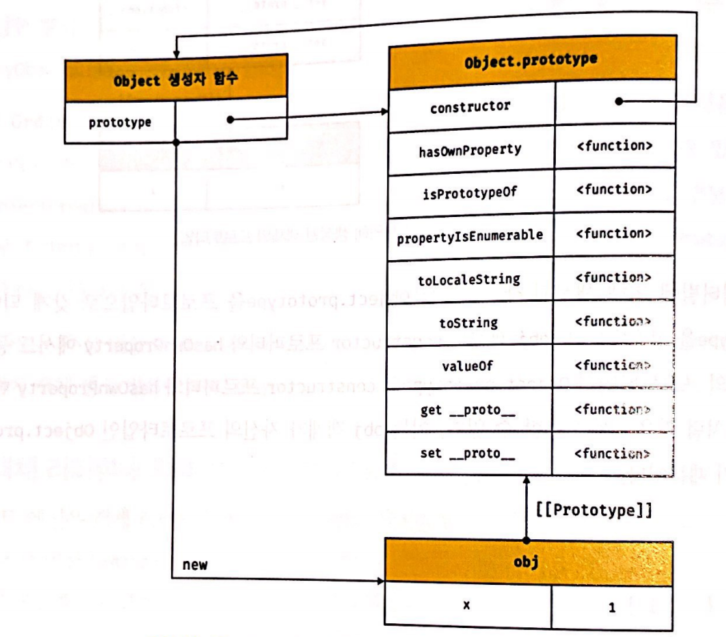 Object 생성자 함수
prototype
Object.prototype
constructor
hasOwnProperty <function>
isPrototypeOf <function>
propertyIsEnumerable <function>
toLocaleString <function>
toString <function>
valueOf <function>
get __proto__ <function>
set __proto__ <function>
[[Prototype]]
new
obj
x 1